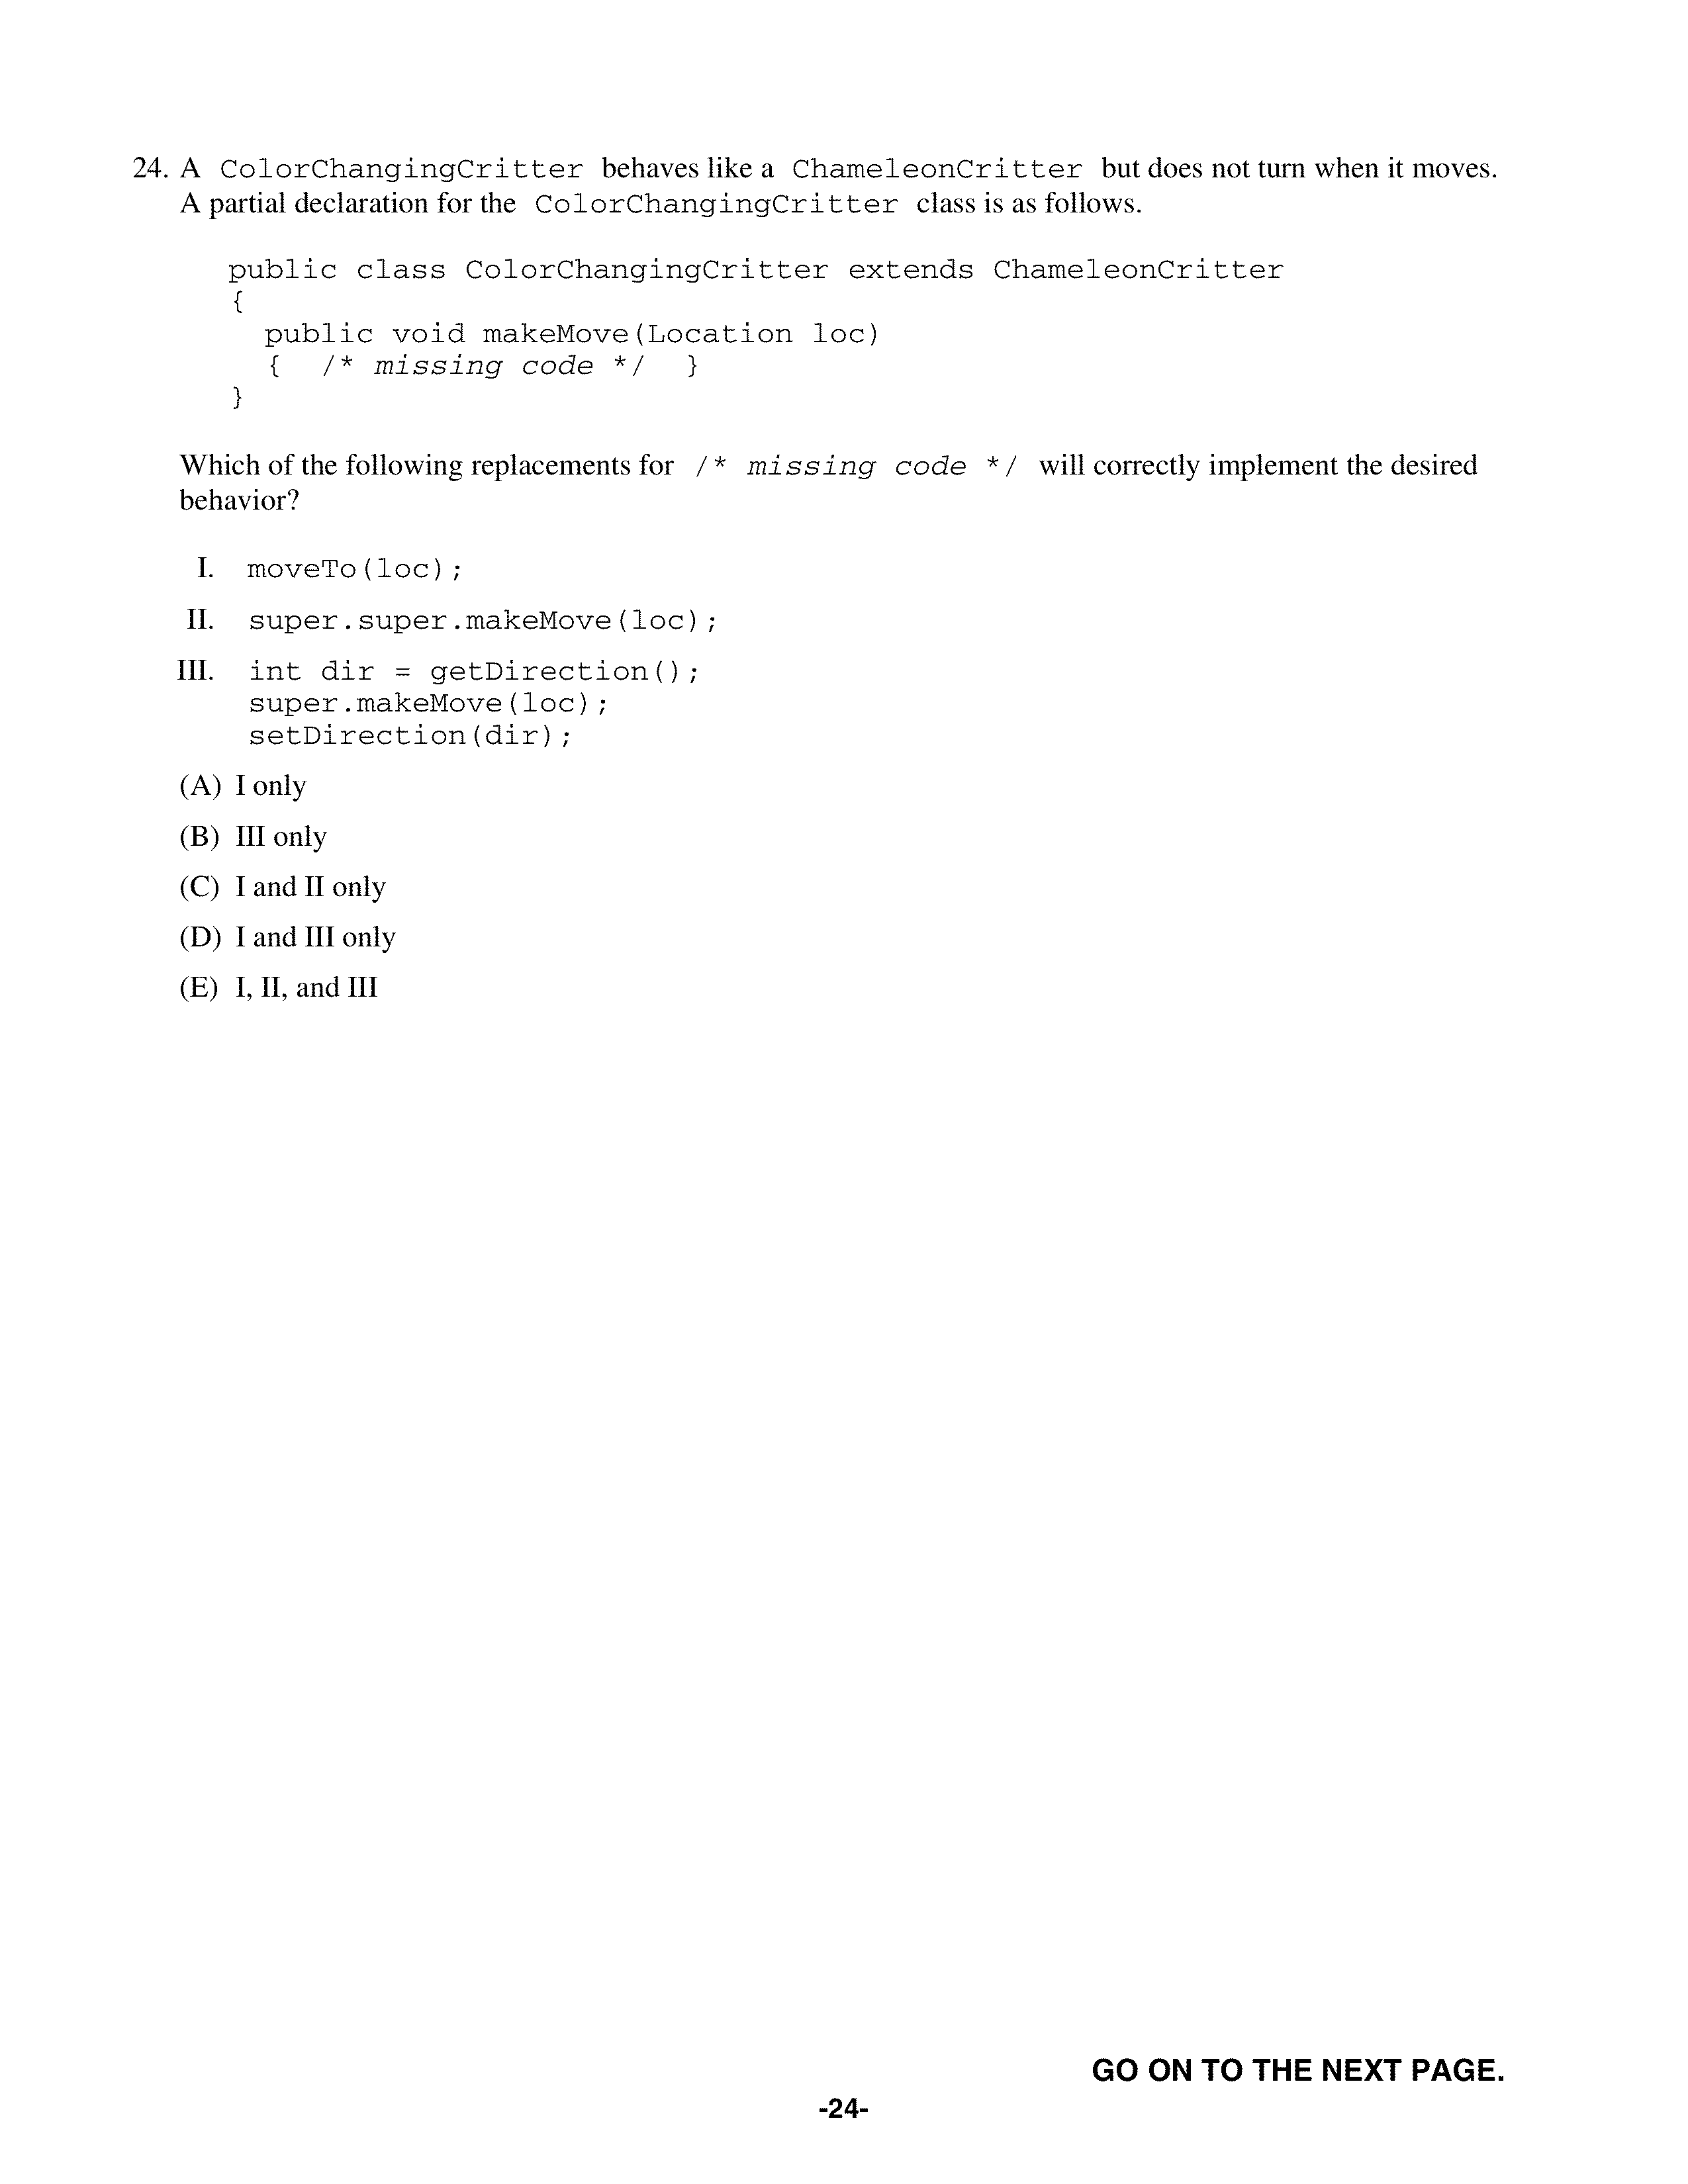 24. A ColorChangingCritter behaves like a ChameleonCritter but does not turn when it moves.
A partial declaration for the ColorChangingCritter class is as follows.
public class ColorChangingCritter extends ChameleonCritter
{
public void makeMove(Location loc)
{ /* missing code */ }
}
Which of the following replacements for /* missing code */ will correctly implement the desired
behavior?
I. moveTo(loc);
II. super.super.makeMove(loc);
III. int dir = getDirection();
super.makeMove(loc);
setDirection(dir);
(A) I only
(B) III only
(C) I and II only
(D) I and III only
(E) I, II, and III
GO ON TO THE NEXT PAGE.
-24-